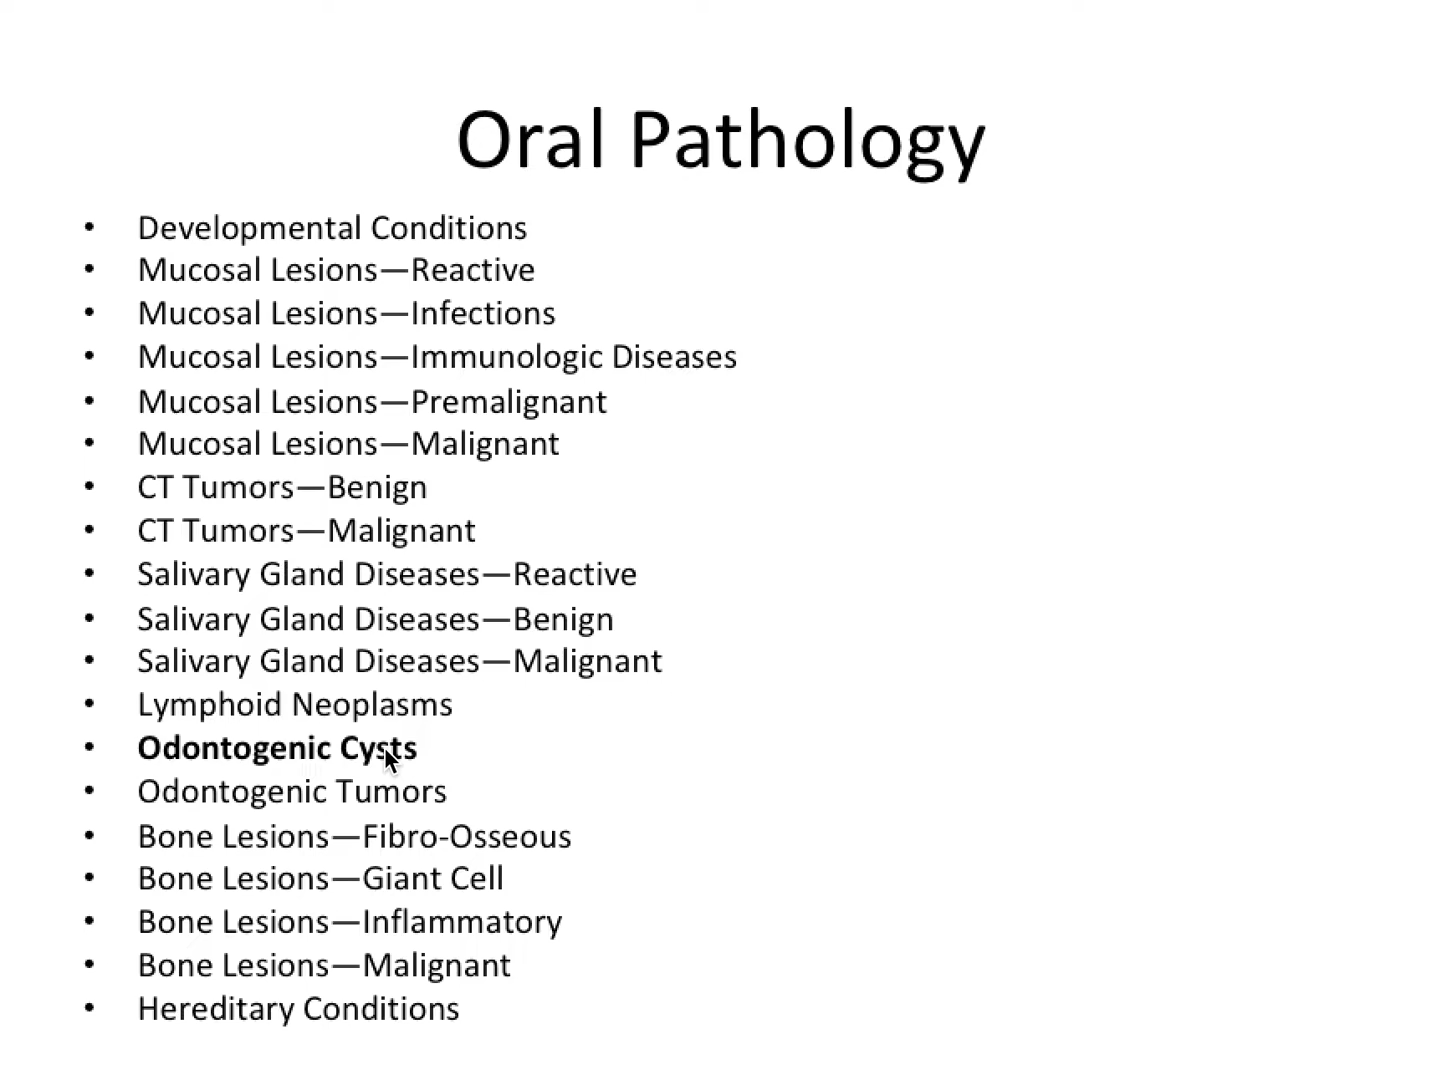 Oral Pathology
• Developmental Conditions
• Mucosal Lesions—Reactive
• Mucosal Lesions—Infections
• Mucosal Lesions—Immunologic Diseases
• Mucosal Lesions—Premalignant
• Mucosal Lesions—Malignant
• CT Tumors—Benign
• CT Tumors—Malignant
• Salivary Gland Diseases—Reactive
• Salivary Gland Diseases—Benign
• Salivary Gland Diseases—Malignant
• Lymphoid Neoplasms
• Odontogenic Cysts
• Odontogenic Tumors
• Bone Lesions—Fibro-Osseous
• Bone Lesions—Giant Cell
• Bone Lesions—Inflammatory
• Bone Lesions—Malignant
• Hereditary Conditions